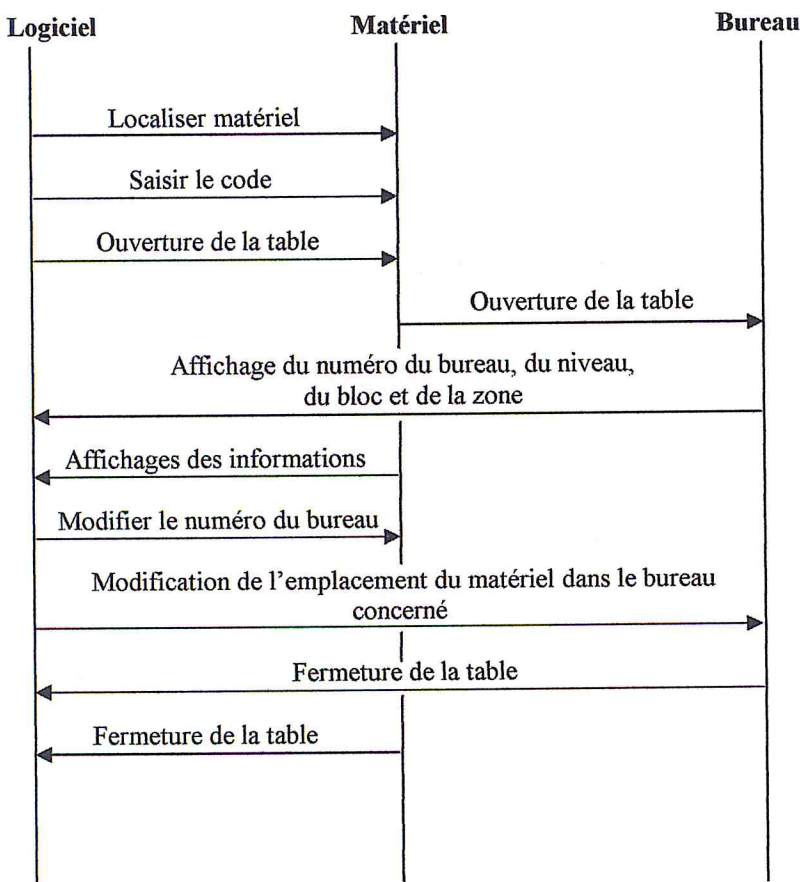 Logiciel Matériel Bureau
Localiser matériel
Saisir le code
Ouverture de la table
Ouverture de la table
Affichage du numéro du bureau, du niveau,
du bloc et de la zone
Affichages des informations
Modifier le numéro du bureau
Modification de l'emplacement du matériel dans le bureau
concerné
Fermeture de la table
Fermeture de la table